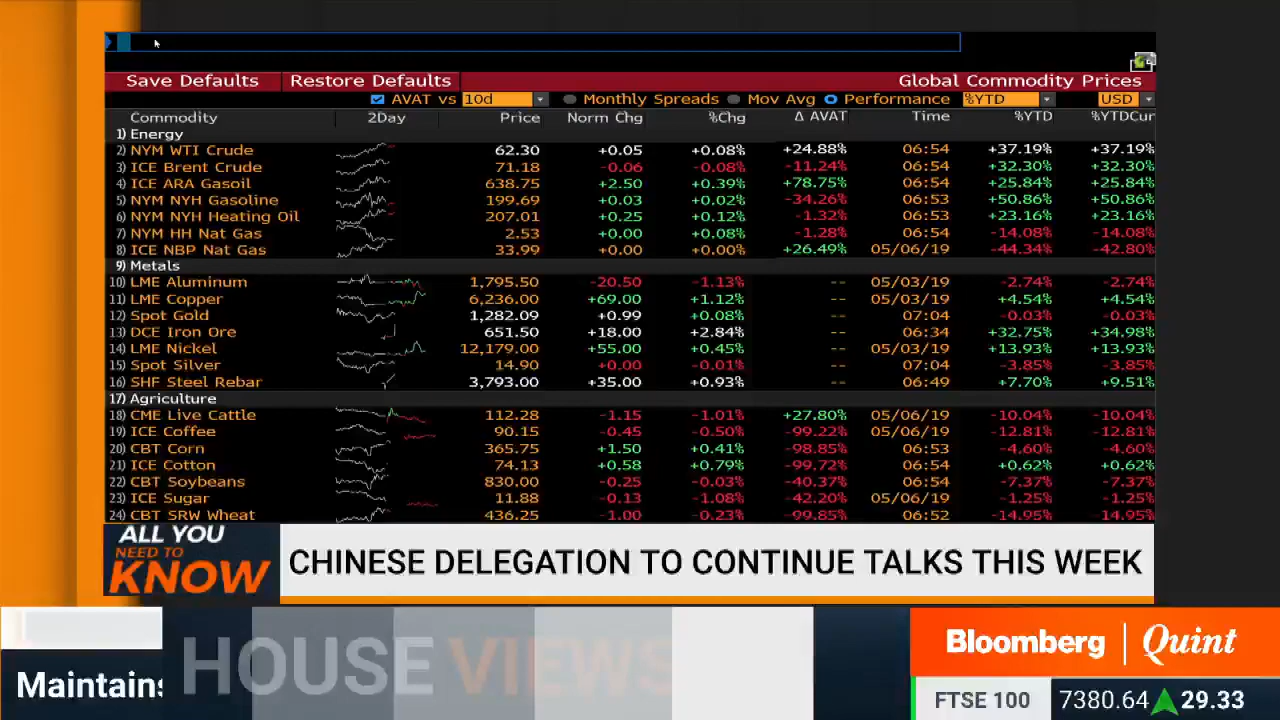 Save Defaults Restore Defaults Global Commodity Prices
AVAT vs 10d Monthly Spreads Mov Avg Performance %YTD USD
Commodity 2Day Price Norm Chg %Chg Δ AVAT Time %YTD %YTDCur
1) Energy
2) NYM WTI Crude 62.30 +0.05 +0.08% +24.88% 06:54 +37.19% +37.19%
3) ICE Brent Crude 71.18 -0.06 -0.08% -11.24% 06:54 +32.30% +32.30%
4) ICE ARA Gasoil 638.75 +2.50 +0.39% +78.75% 06:54 +25.84% +25.84%
5) NYM NYH Gasoline 199.69 +0.03 +0.02% -34.26% 06:53 +50.86% +50.86%
6) NYM NYH Heating Oil 207.01 +0.25 +0.12% -1.32% 06:53 +23.16% +23.16%
7) NYM HH Nat Gas 2.53 +0.00 +0.08% -1.28% 06:53 -14.08% -14.08%
8) ICE NBP Nat Gas 33.99 +0.00 +0.00% +26.49% 05/06/19 -44.34% -42.80%
9) Metals
10) LME Aluminum 1,795.50 -20.50 -1.13% -- 05/03/19 -2.74% -2.74%
11) LME Copper 6,236.00 +69.00 +1.12% -- 05/03/19 +4.54% +4.54%
12) Spot Gold 1,282.09 +0.99 +0.08% -- 07:04 -0.03% -0.03%
13) DCE Iron Ore 651.50 +18.00 +2.84% -- 06:34 +32.75% +34.98%
14) LME Nickel 12,179.00 +55.00 +0.45% -- 05/03/19 +13.93% +13.93%
15) Spot Silver 14.90 +0.00 -0.01% -- 07:04 -3.85% -3.85%
16) SHF Steel Rebar 3,793.00 +35.00 +0.93% -- 06:49 +7.70% +9.51%
17) Agriculture
18) CME Live Cattle 112.28 -1.15 -1.01% +27.80% 05/06/19 -10.04% -10.04%
19) ICE Coffee 90.15 -0.45 -0.50% -99.22% 05/06/19 -12.81% -12.81%
20) CBT Corn 365.75 +1.50 +0.41% -98.85% 06:53 -4.60% -4.60%
21) ICE Cotton 74.13 +0.58 +0.79% -99.72% 06:54 +0.62% +0.62%
22) CBT Soybeans 830.00 -0.25 -0.03% -40.37% 06:54 -7.37% -7.37%
23) ICE Sugar 11.88 -0.13 -1.08% -42.20% 05/06/19 -1.25% -1.25%
24) CBT SRW Wheat 436.25 -1.00 -0.23% -99.85% 06:52 -14.95% -14.95%
ALL YOU
NEED TO
KNOW
CHINESE DELEGATION TO CONTINUE TALKS THIS WEEK
HOUSE VIEWS
Maintains
Bloomberg | Quint
FTSE 100 7380.64 29.33